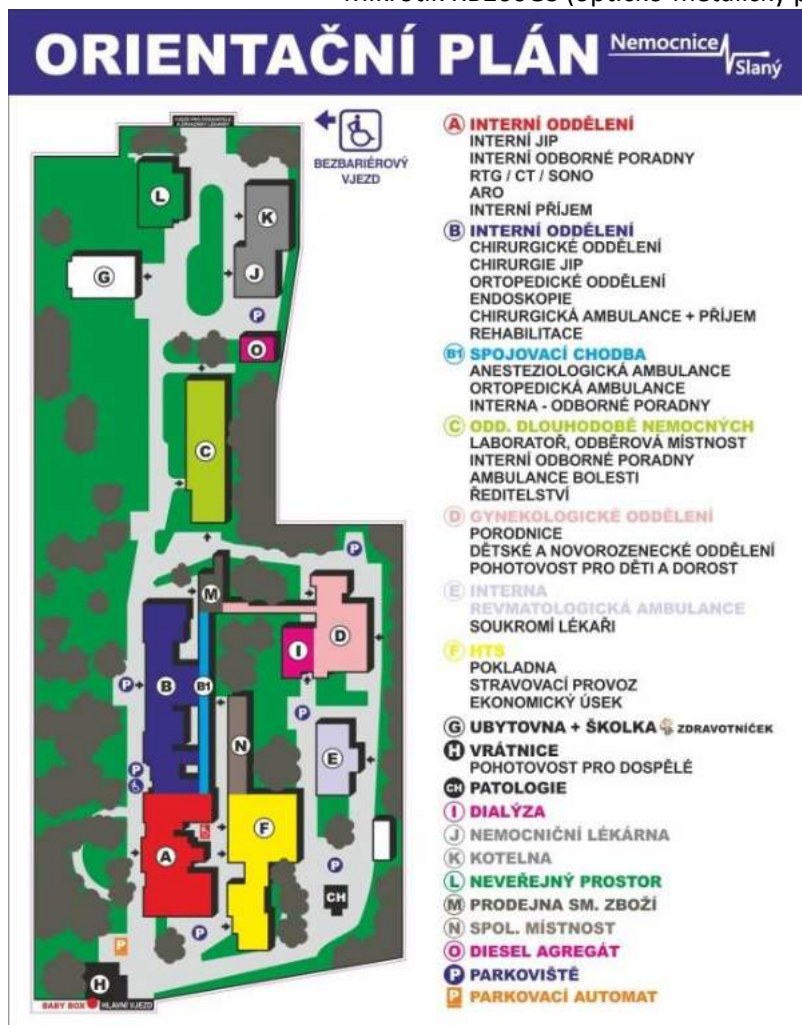 ORIENTAČNÍ PLÁN Nemocnice Slaný
BEZBARIÉROVÝ
VJEZD
L
K
G
J
P
O
C
P
M
D
I
B
B1
P
P
N
E
P
F
A
P
CH
P
P
H
BABY BOX HLAVNÍ VJEZD
A INTERNÍ ODDĚLENÍ
INTERNÍ JIP
INTERNÍ ODBORNÉ PORADNY
RTG / CT / SONO
ARO
INTERNÍ PŘÍJEM
B INTERNÍ ODDĚLENÍ
CHIRURGICKÉ ODDĚLENÍ
CHIRURGIE JIP
ORTOPEDICKÉ ODDĚLENÍ
ENDOSKOPIE
CHIRURGICKÁ AMBULANCE + PŘÍJEM
REHABILITACE
B1 SPOJOVACÍ CHODBA
ANESTEZIOLOGICKÁ AMBULANCE
ORTOPEDICKÁ AMBULANCE
INTERNA - ODBORNÉ PORADNY
C ODD. DLOUHODOBĚ NEMOCNÝCH
LABORATOŘ, ODBĚROVÁ MÍSTNOST
INTERNÍ ODBORNÉ PORADNY
AMBULANCE BOLESTI
ŘEDITELSTVÍ
D GYNEKOLOGICKÉ ODDĚLENÍ
PORODNICE
DĚTSKÉ A NOVOROZENECKÉ ODDĚLENÍ
POHOTOVOST PRO DĚTI A DOROST
E INTERNA
REVMATOLOGICKÁ AMBULANCE
SOUKROMÍ LÉKAŘI
F HTS
POKLADNA
STRAVOVACÍ PROVOZ
EKONOMICKÝ ÚSEK
G UBYTOVNA + ŠKOLKA ZDRAVOTNÍČEK
H VRÁTNICE
POHOTOVOST PRO DOSPĚLÉ
CH PATOLOGIE
I DIALÝZA
J NEMOCNIČNÍ LÉKÁRNA
K KOTELNA
L NEVEŘEJNÝ PROSTOR
M PRODEJNA SM. ZBOŽÍ
N SPOL. MÍSTNOST
O DIESEL AGREGÁT
P PARKOVIŠTĚ
P PARKOVACÍ AUTOMAT